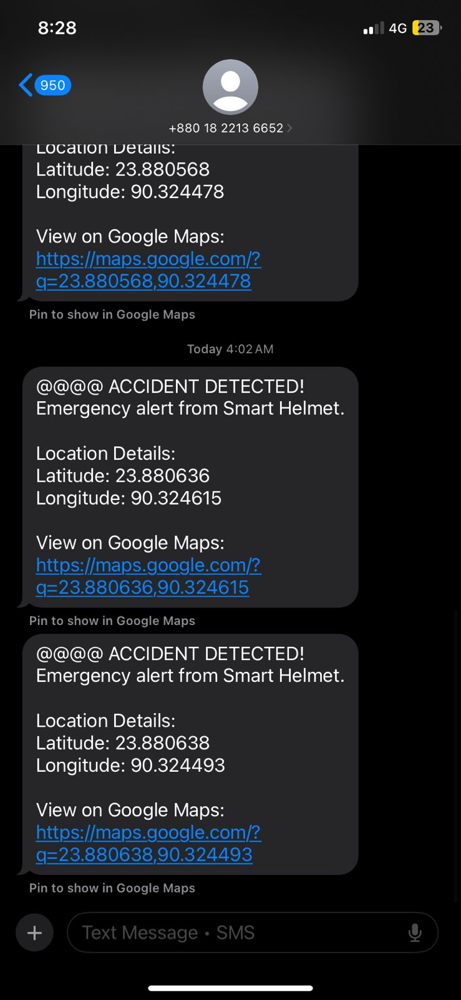 8:28
4G 23
950
+880 18 2213 6652
Location Details:
Latitude: 23.880568
Longitude: 90.324478
View on Google Maps:
https://maps.google.com/?
q=23.880568,90.324478
Pin to show in Google Maps
Today 4:02 AM
@@@@ ACCIDENT DETECTED!
Emergency alert from Smart Helmet.
Location Details:
Latitude: 23.880636
Longitude: 90.324615
View on Google Maps:
https://maps.google.com/?
q=23.880636,90.324615
Pin to show in Google Maps
@@@@ ACCIDENT DETECTED!
Emergency alert from Smart Helmet.
Location Details:
Latitude: 23.880638
Longitude: 90.324493
View on Google Maps:
https://maps.google.com/?
q=23.880638,90.324493
Pin to show in Google Maps
Text Message • SMS